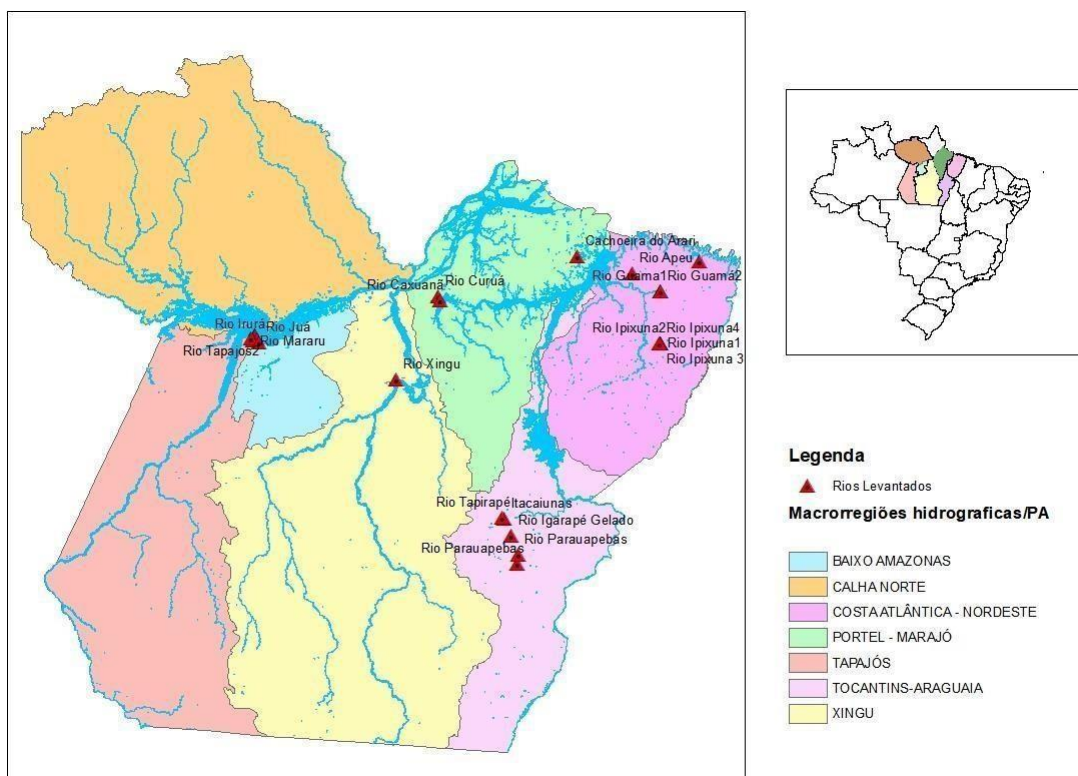 Cachoeira do Arari
Rio Apeu
Rio Guama1
Rio Guamá2
Rio Caxuanã
Rio Curuá
Rio Irurá
Rio Juá
Rio Mararu
Rio Tapajos2
Rio Ipixuna2
Rio Ipixuna4
Rio Ipixuna1
Rio Ipixuna 3
Rio Xingu
Rio Tapirapé
Itacaiunas
Rio Igarapé Gelado
Rio Parauapebas
Rio Parauapebas
Legenda
Rios Levantados
Macrorregiões hidrograficas/PA
BAIXO AMAZONAS
CALHA NORTE
COSTA ATLÂNTICA - NORDESTE
PORTEL - MARAJÓ
TAPAJÓS
TOCANTINS-ARAGUAIA
XINGU